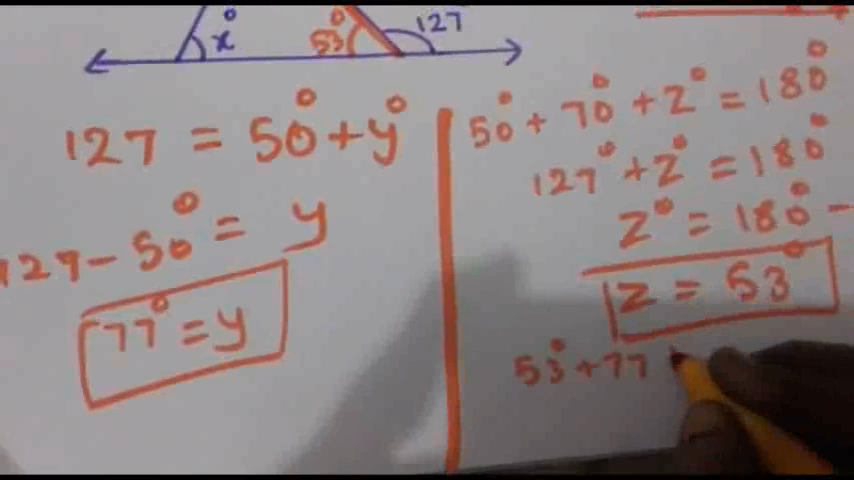 x° 53° 127
127 = 50° + y°
127 - 50° = y
77° = y
50° + 70° + z° = 180°
127° + z° = 180°
z° = 180° -
z = 53°
53° + 77